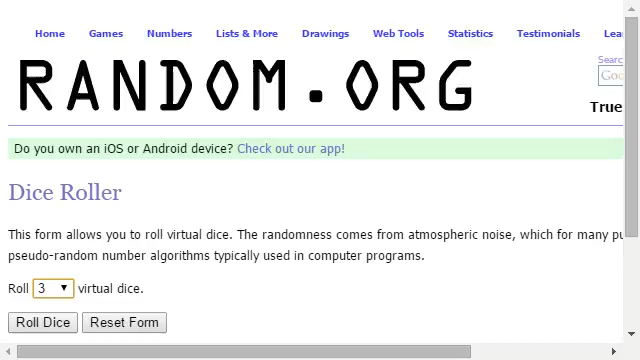 Home Games Numbers Lists & More Drawings Web Tools Statistics Testimonials
RANDOM.ORG
Searc
Goo
True
Do you own an iOS or Android device? Check out our app!
Dice Roller
This form allows you to roll virtual dice. The randomness comes from atmospheric noise, which for many
pseudo-random number algorithms typically used in computer programs.
Roll 3 virtual dice.
Roll Dice Reset Form